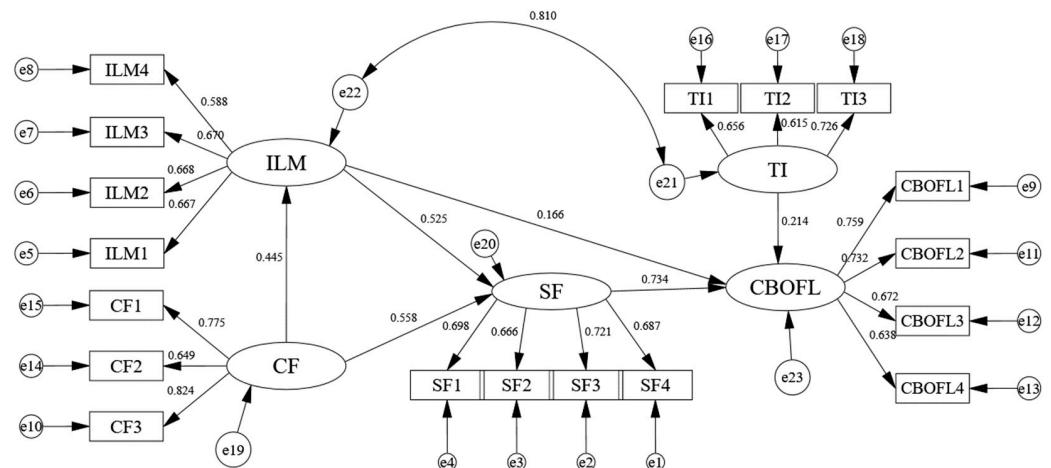 0.810
e16 e17 e18
e8 ILM4
e22
0.588
TI1 TI2 TI3
e7 ILM3
0.670
0.656 0.615 0.726
ILM
TI
e21
e6 ILM2
0.668
CBOFL1 e9
0.667
0.525
0.166
0.214
0.759
e5 ILM1
0.445
e20
0.732
CBOFL2 e11
SF
0.734
CBOFL
e15 CF1
0.672
CBOFL3 e12
0.775
0.558
0.698 0.666 0.721 0.687
0.638
e14 CF2
0.649
CF
e23
SF1 SF2 SF3 SF4
CBOFL4 e13
0.824
e10 CF3
e19
e4 e3 e2 e1